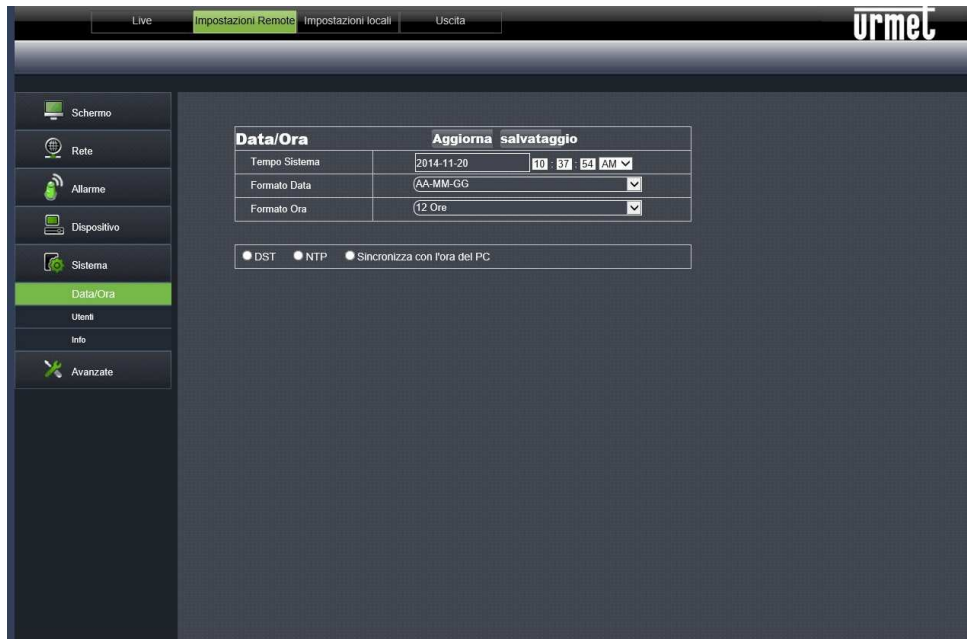 Live Impostazioni Remote Impostazioni locali Uscita
urmet
Schermo
Rete
Allarme
Dispositivo
Sistema
Data/Ora
Utenti
Info
Avanzate
Data/Ora Aggiorna salvataggio
Tempo Sistema 2014-11-20 10 : 37 : 54 AM
Formato Data AA-MM-GG
Formato Ora 12 Ore
DST NTP Sincronizza con l'ora del PC